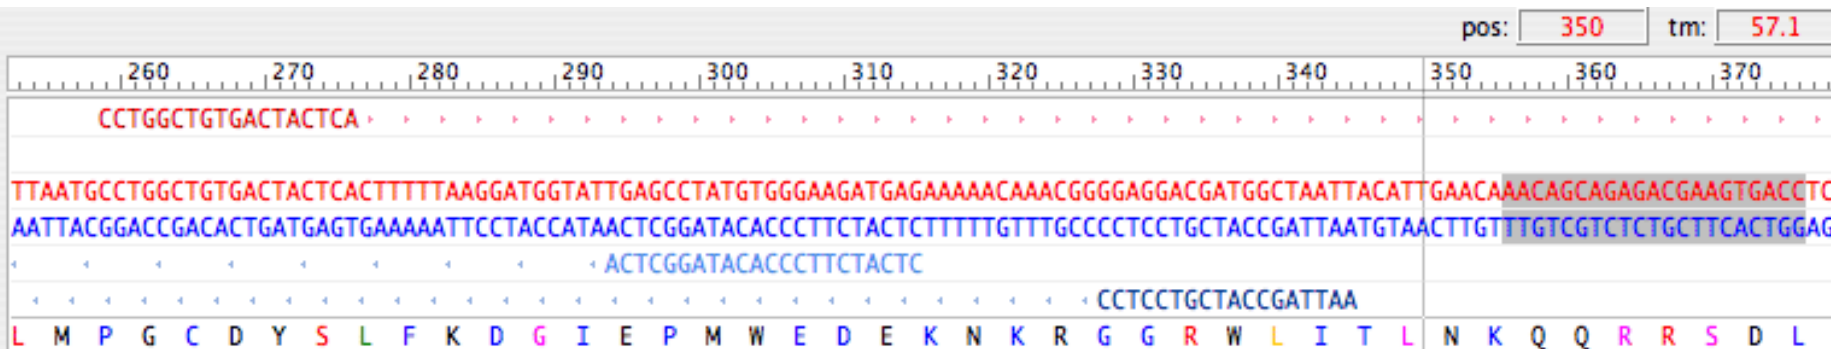 pos: 350 tm: 57.1
260 270 280 290 300 310 320 330 340 350 360 370
CCTGGCTGTGACTACTCA
TTAATGCCTGGCTGTGACTACTCACTTTTTAAGGATGGTATTGAGCCTATGTGGGAAGATGAGAAAAACAAACGGGGAGGACGATGGCTAATTACATTGAACAAACAGCAGAGACGAAGTGACCTC
AATTACGGACCGACACTGATGAGTGAAAAATTCCTACCATAACTCGGATACACCCTTCTACTCTTTTTGTTTGCCCCTCCTGCTACCGATTAATGTAACTTGTTTGTCGTCTCTGCTTCACTGGAG
ACTCGGATACACCCTTCTACTC
CCTCCTGCTACCGATTAA
L M P G C D Y S L F K D G I E P M W E D E K N K R G G R W L I T L N K Q Q R R S D L